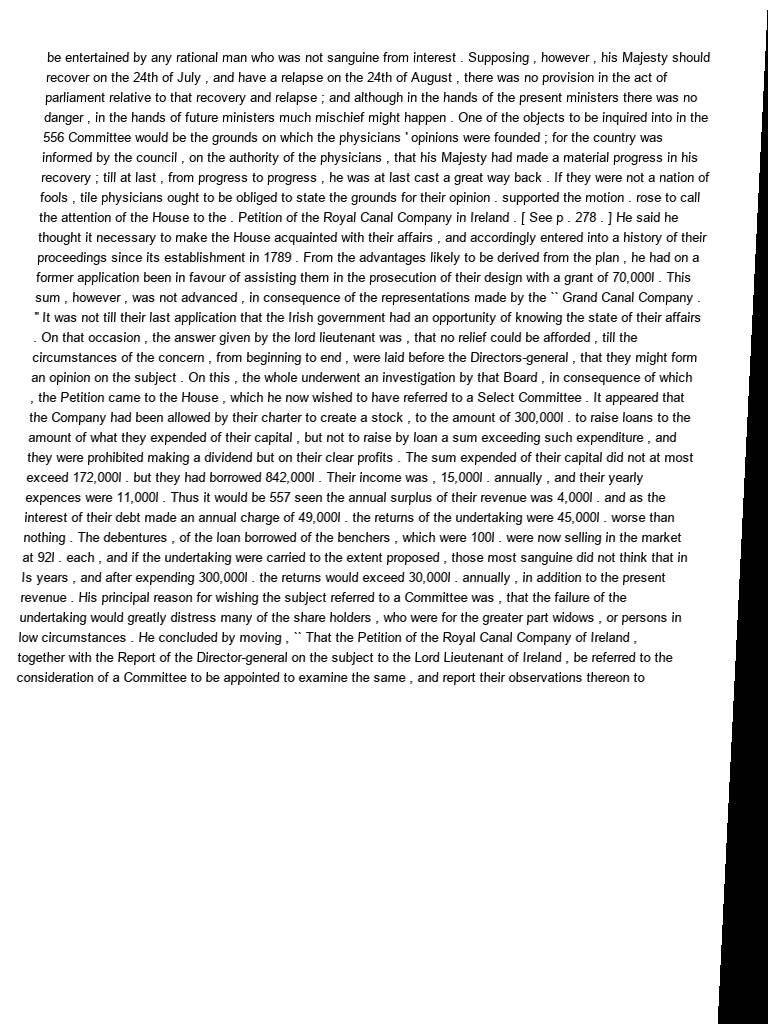 be entertained by any rational man who was not sanguine from interest . Supposing , however , his Majesty should
recover on the 24th of July , and have a relapse on the 24th of August , there was no provision in the act of
parliament relative to that recovery and relapse ; and although in the hands of the present ministers there was no
danger , in the hands of future ministers much mischief might happen . One of the objects to be inquired into in the
556 Committee would be the grounds on which the physicians ' opinions were founded ; for the country was
informed by the council , on the authority of the physicians , that his Majesty had made a material progress in his
recovery ; till at last , from progress to progress , he was at last cast a great way back . If they were not a nation of
fools , tile physicians ought to be obliged to state the grounds for their opinion . supported the motion . rose to call
the attention of the House to the . Petition of the Royal Canal Company in Ireland . [ See p . 278 . ] He said he
thought it necessary to make the House acquainted with their affairs , and accordingly entered into a history of their
proceedings since its establishment in 1789 . From the advantages likely to be derived from the plan , he had on a
former application been in favour of assisting them in the prosecution of their design with a grant of 70,000l . This
sum , however , was not advanced , in consequence of the representations made by the `` Grand Canal Company .
" It was not till their last application that the Irish government had an opportunity of knowing the state of their affairs
. On that occasion , the answer given by the lord lieutenant was , that no relief could be afforded , till the
circumstances of the concern , from beginning to end , were laid before the Directors-general , that they might form
an opinion on the subject . On this , the whole underwent an investigation by that Board , in consequence of which
, the Petition came to the House , which he now wished to have referred to a Select Committee . It appeared that
the Company had been allowed by their charter to create a stock , to the amount of 300,000l . to raise loans to the
amount of what they expended of their capital , but not to raise by loan a sum exceeding such expenditure , and
they were prohibited making a dividend but on their clear profits . The sum expended of their capital did not at most
exceed 172,000l . but they had borrowed 842,000l . Their income was , 15,000l . annually , and their yearly
expences were 11,000l . Thus it would be 557 seen the annual surplus of their revenue was 4,000l . and as the
interest of their debt made an annual charge of 49,000l . the returns of the undertaking were 45,000l . worse than
nothing . The debentures , of the loan borrowed of the benchers , which were 100l . were now selling in the market
at 92l . each , and if the undertaking were carried to the extent proposed , those most sanguine did not think that in
Is years , and after expending 300,000l . the returns would exceed 30,000l . annually , in addition to the present
revenue . His principal reason for wishing the subject referred to a Committee was , that the failure of the
undertaking would greatly distress many of the share holders , who were for the greater part widows , or persons in
low circumstances . He concluded by moving , `` That the Petition of the Royal Canal Company of Ireland ,
together with the Report of the Director-general on the subject to the Lord Lieutenant of Ireland , be referred to the
consideration of a Committee to be appointed to examine the same , and report their observations thereon to